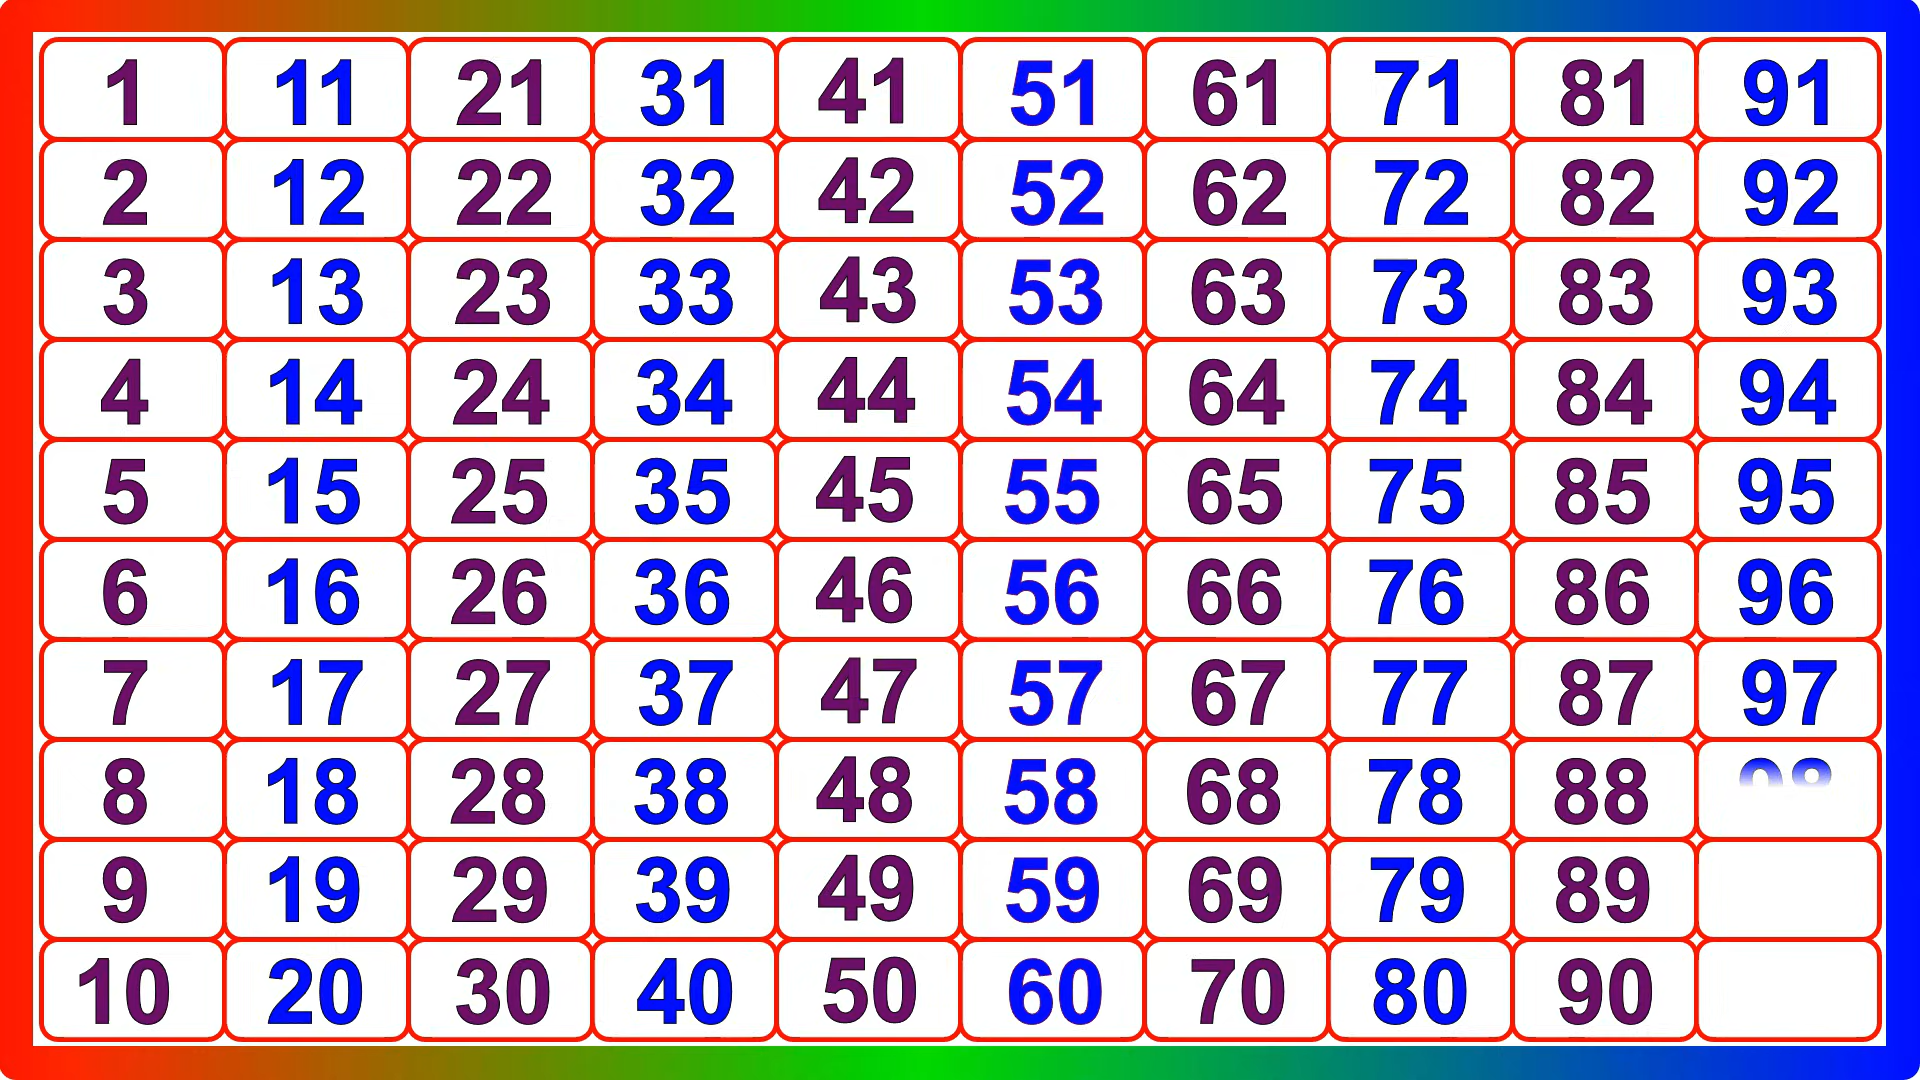 1 11 21 31 41 51 61 71 81 91
2 12 22 32 42 52 62 72 82 92
3 13 23 33 43 53 63 73 83 93
4 14 24 34 44 54 64 74 84 94
5 15 25 35 45 55 65 75 85 95
6 16 26 36 46 56 66 76 86 96
7 17 27 37 47 57 67 77 87 97
8 18 28 38 48 58 68 78 88
9 19 29 39 49 59 69 79 89
10 20 30 40 50 60 70 80 90